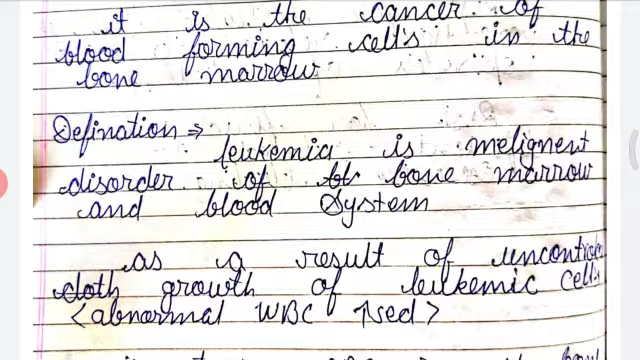 it is the cancer of
blood forming cells in the
bone marrow
Defination ⇒
leukemia is melignent
disorder of bone marrow
and blood System
as a result of
cloth growth of leukemic cells
<abnormal WBC ↑sed>